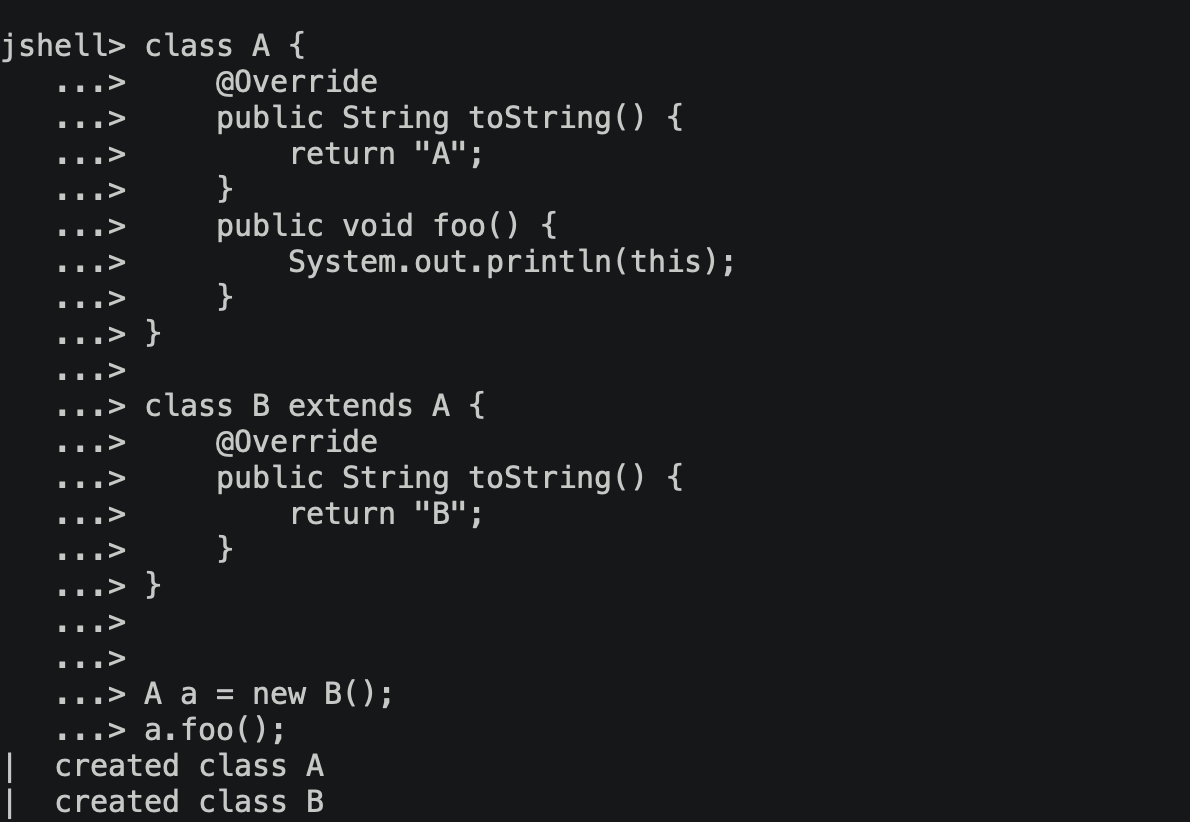 jshell> class A {
   ...>     @Override
   ...>     public String toString() {
   ...>         return "A";
   ...>     }
   ...>     public void foo() {
   ...>         System.out.println(this);
   ...>     }
   ...> }
   ...>
   ...> class B extends A {
   ...>     @Override
   ...>     public String toString() {
   ...>         return "B";
   ...>     }
   ...> }
   ...>
   ...>
   ...> A a = new B();
   ...> a.foo();
|  created class A
|  created class B